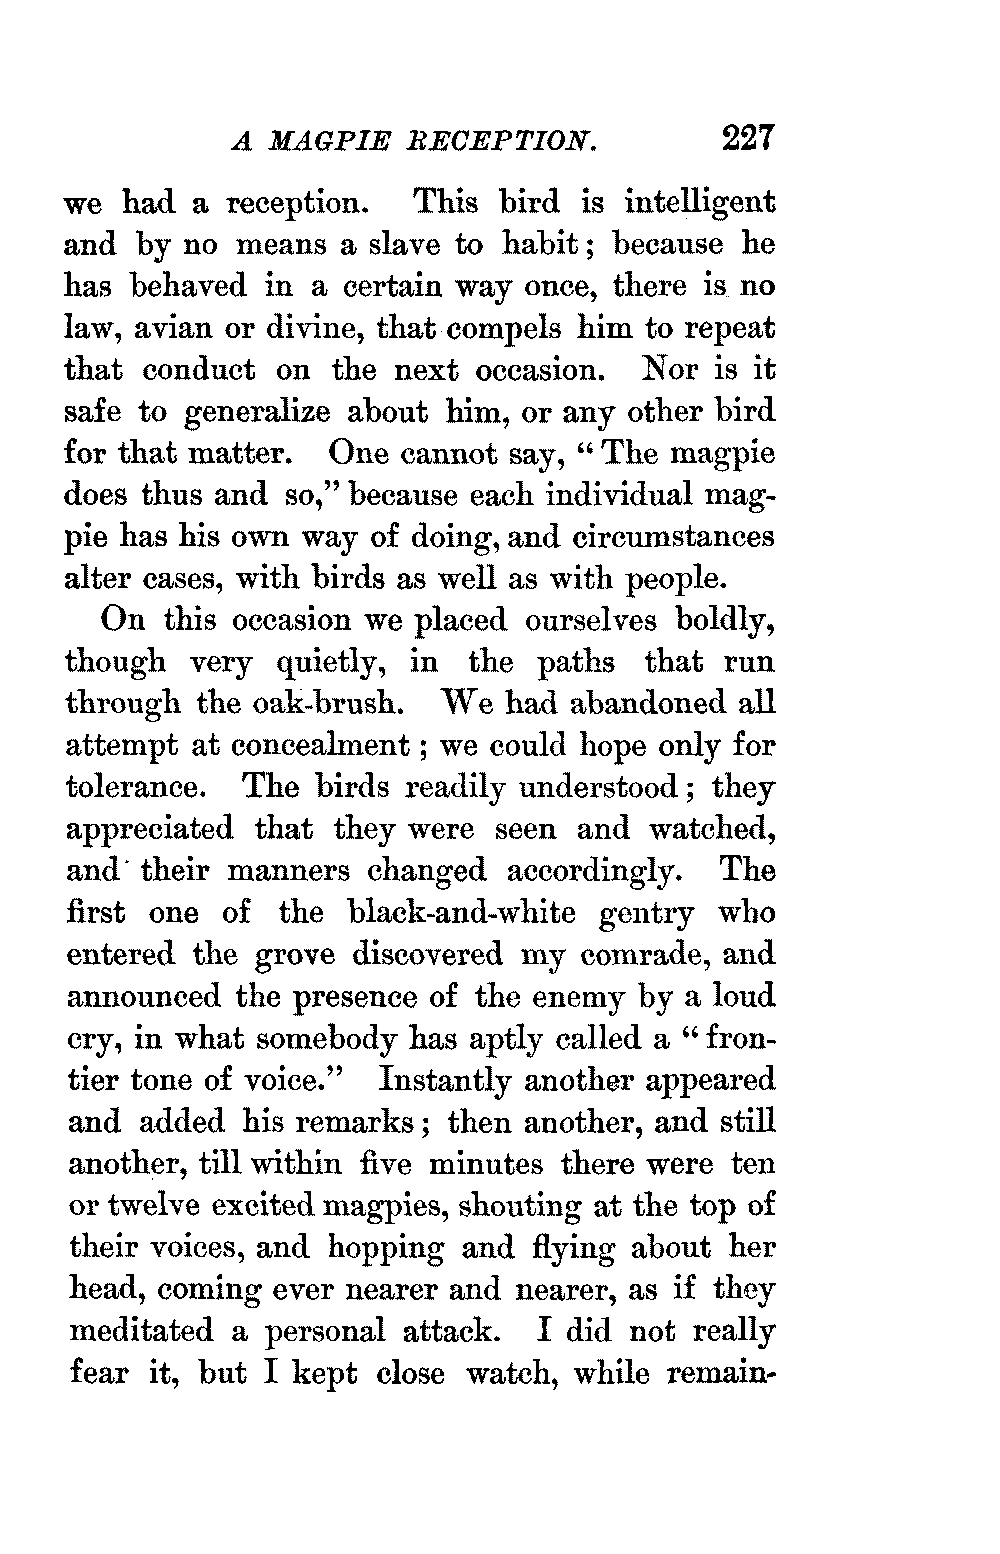 A MAGPIE RECEPTION. 227
we had a reception. This bird is intelligent
and by no means a slave to habit; because he
has behaved in a certain way once, there is no
law, avian or divine, that compels him to repeat
that conduct on the next occasion. Nor is it
safe to generalize about him, or any other bird
for that matter. One cannot say, “The magpie
does thus and so,” because each individual mag-
pie has his own way of doing, and circumstances
alter cases, with birds as well as with people.
On this occasion we placed ourselves boldly,
though very quietly, in the paths that run
through the oak-brush. We had abandoned all
attempt at concealment; we could hope only for
tolerance. The birds readily understood; they
appreciated that they were seen and watched,
and their manners changed accordingly. The
first one of the black-and-white gentry who
entered the grove discovered my comrade, and
announced the presence of the enemy by a loud
cry, in what somebody has aptly called a “fron-
tier tone of voice.” Instantly another appeared
and added his remarks; then another, and still
another, till within five minutes there were ten
or twelve excited magpies, shouting at the top of
their voices, and hopping and flying about her
head, coming ever nearer and nearer, as if they
meditated a personal attack. I did not really
fear it, but I kept close watch, while remain-